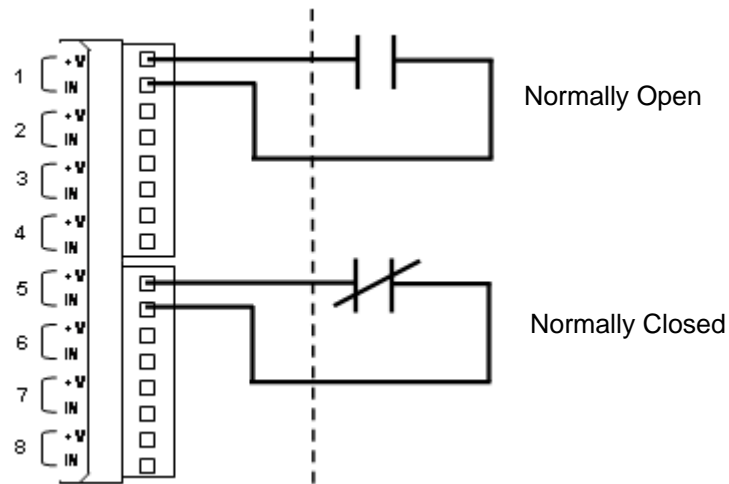 1 +V
IN
Normally Open
2 +V
IN
3 +V
IN
4 +V
IN
5 +V
IN
Normally Closed
6 +V
IN
7 +V
IN
8 +V
IN